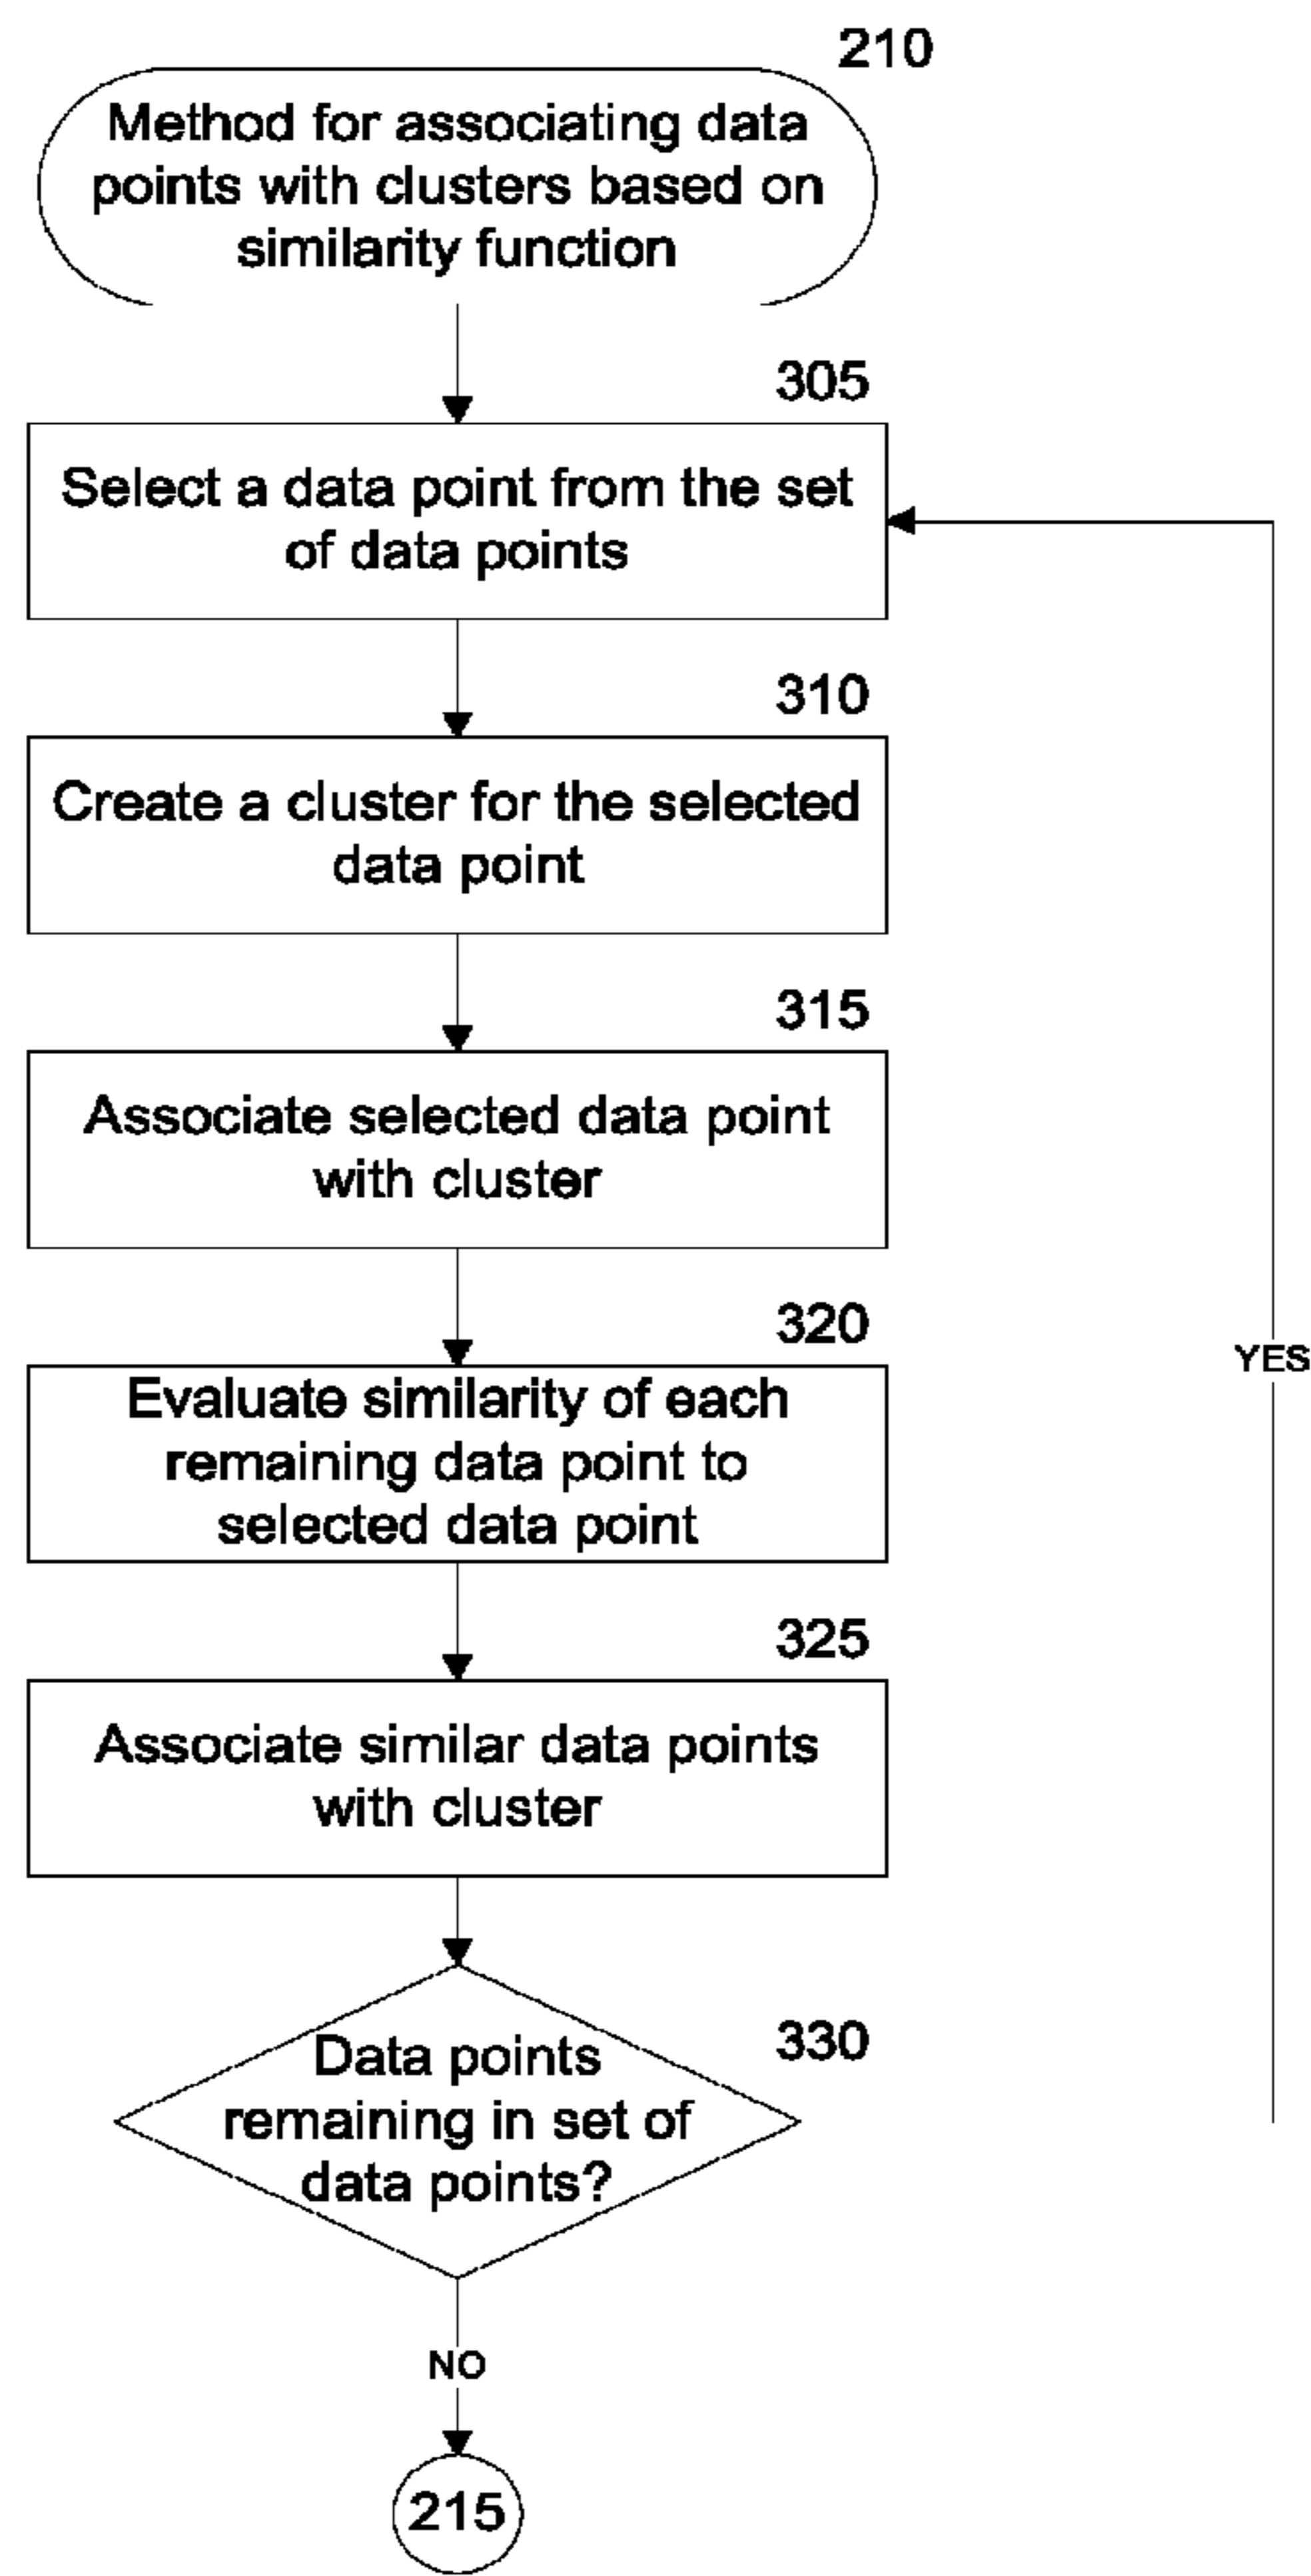 210
Method for associating data
points with clusters based on
similarity function
305
Select a data point from the set
of data points
310
Create a cluster for the selected
data point
315
Associate selected data point
with cluster
320
Evaluate similarity of each
remaining data point to
selected data point
YES
325
Associate similar data points
with cluster
330
Data points
remaining in set of
data points?
NO
215